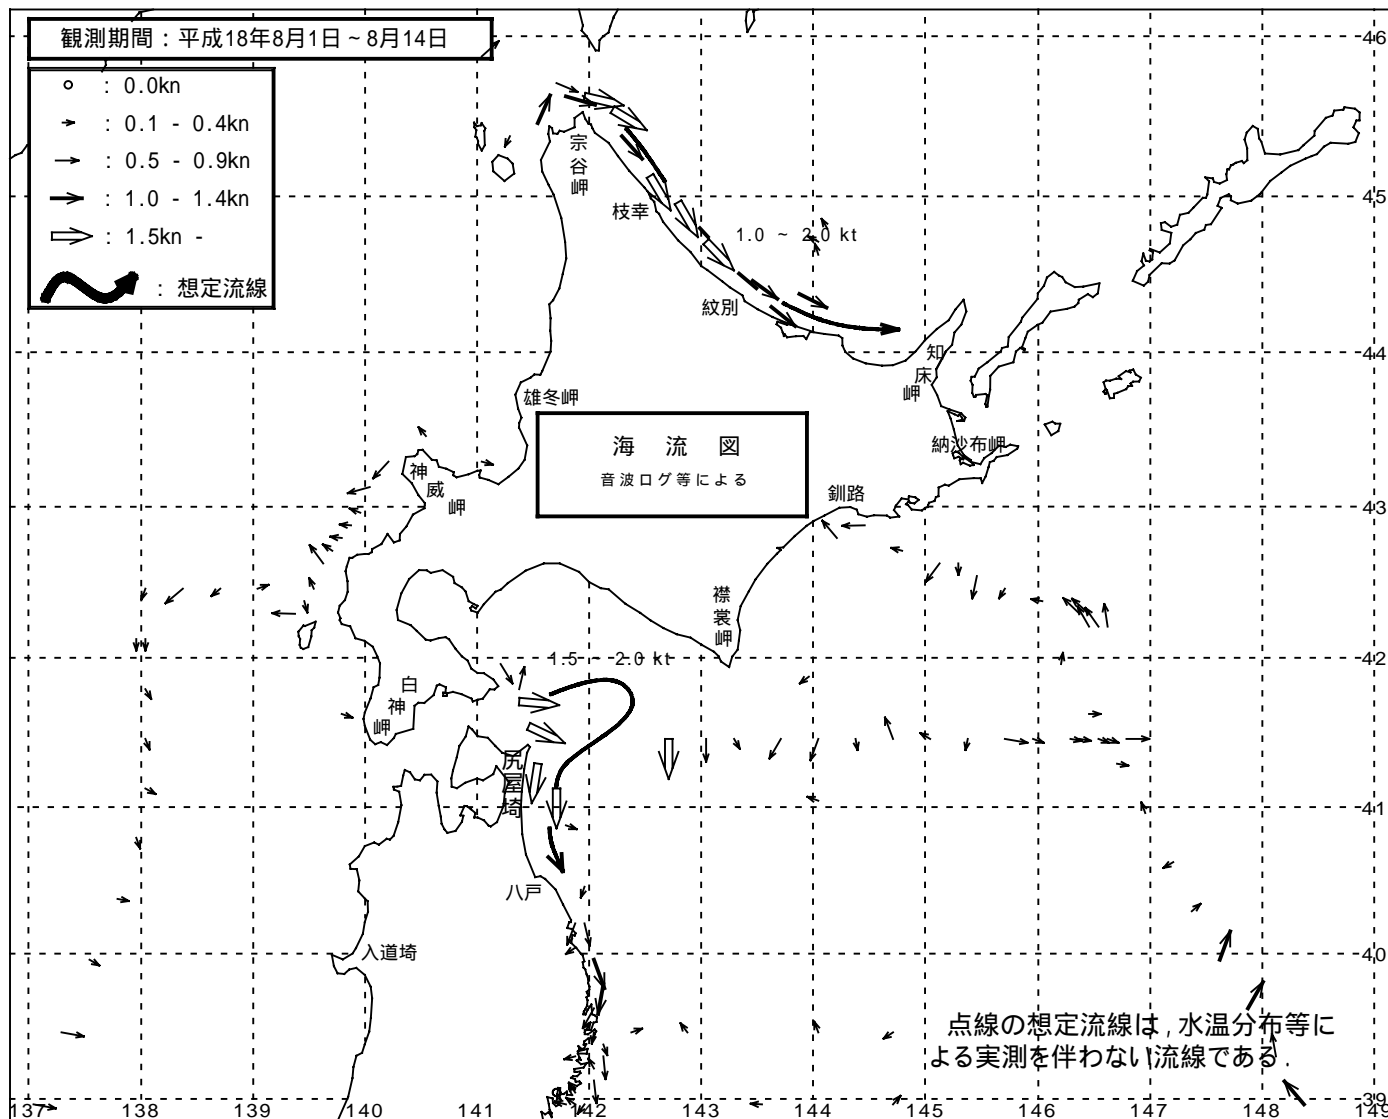 観測期間：平成18年8月1日～8月14日
: 0.0kn
: 0.1 - 0.4kn
: 0.5 - 0.9kn
: 1.0 - 1.4kn
: 1.5kn -
: 想定流線
宗谷岬
枝幸
1.0 ~ 2.0 kt
紋別
知床岬
雄冬岬
海 流 図
音波ログ等による
納沙布岬
神威岬
釧路
襟裳岬
1.5 ~ 2.0 kt
白神岬
尻屋埼
八戸
入道埼
点線の想定流線は,水温分布等に
よる実測を伴わない流線である.
46
45
44
43
42
41
40
39
137 138 139 140 141 142 143 144 145 146 147 148 149